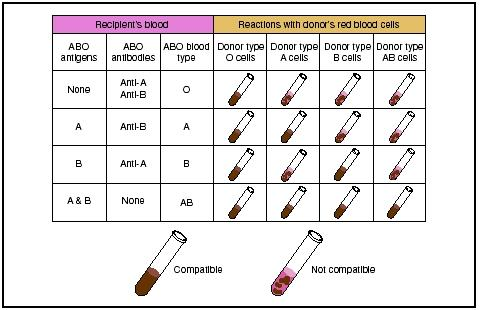 Recipient's blood
Reactions with donor's red blood cells
ABO
antigens
ABO
antibodies
ABO blood
type
Donor type
O cells
Donor type
A cells
Donor type
B cells
Donor type
AB cells
None
Anti-A
Anti-B
O
A
Anti-B
A
B
Anti-A
B
A & B
None
AB
Compatible
Not compatible